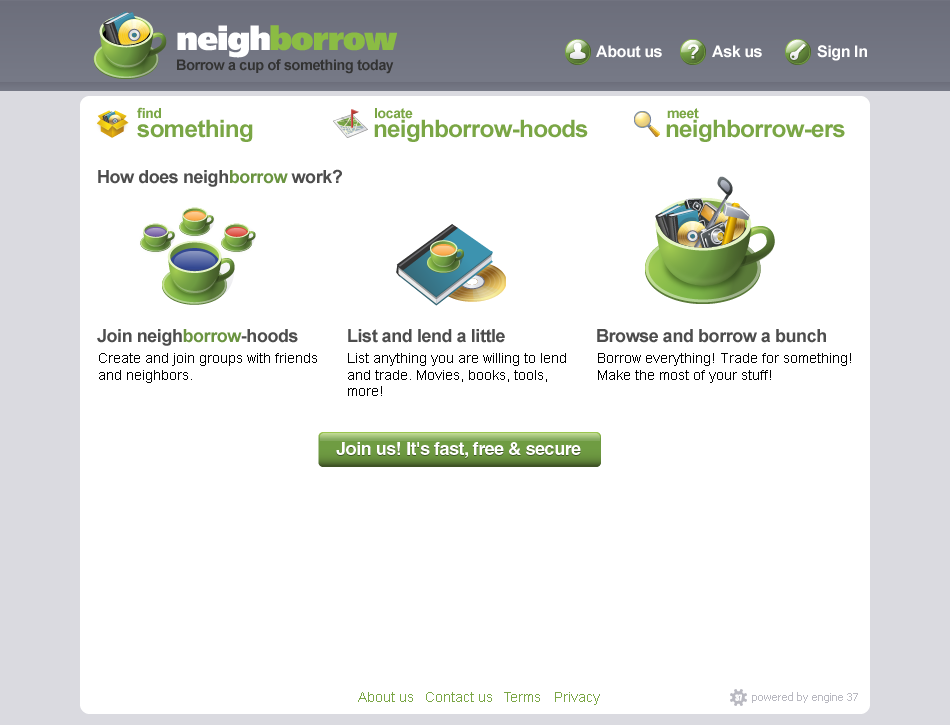 neighborrow
Borrow a cup of something today
About us
Ask us
Sign In
find
something
locate
neighborrow-hoods
meet
neighborrow-ers
How does neighborrow work?
Join neighborrow-hoods
Create and join groups with friends
and neighbors.
List and lend a little
List anything you are willing to lend
and trade. Movies, books, tools,
more!
Browse and borrow a bunch
Borrow everything! Trade for something!
Make the most of your stuff!
Join us! It's fast, free & secure
About us
Contact us
Terms
Privacy
37
powered by engine 37